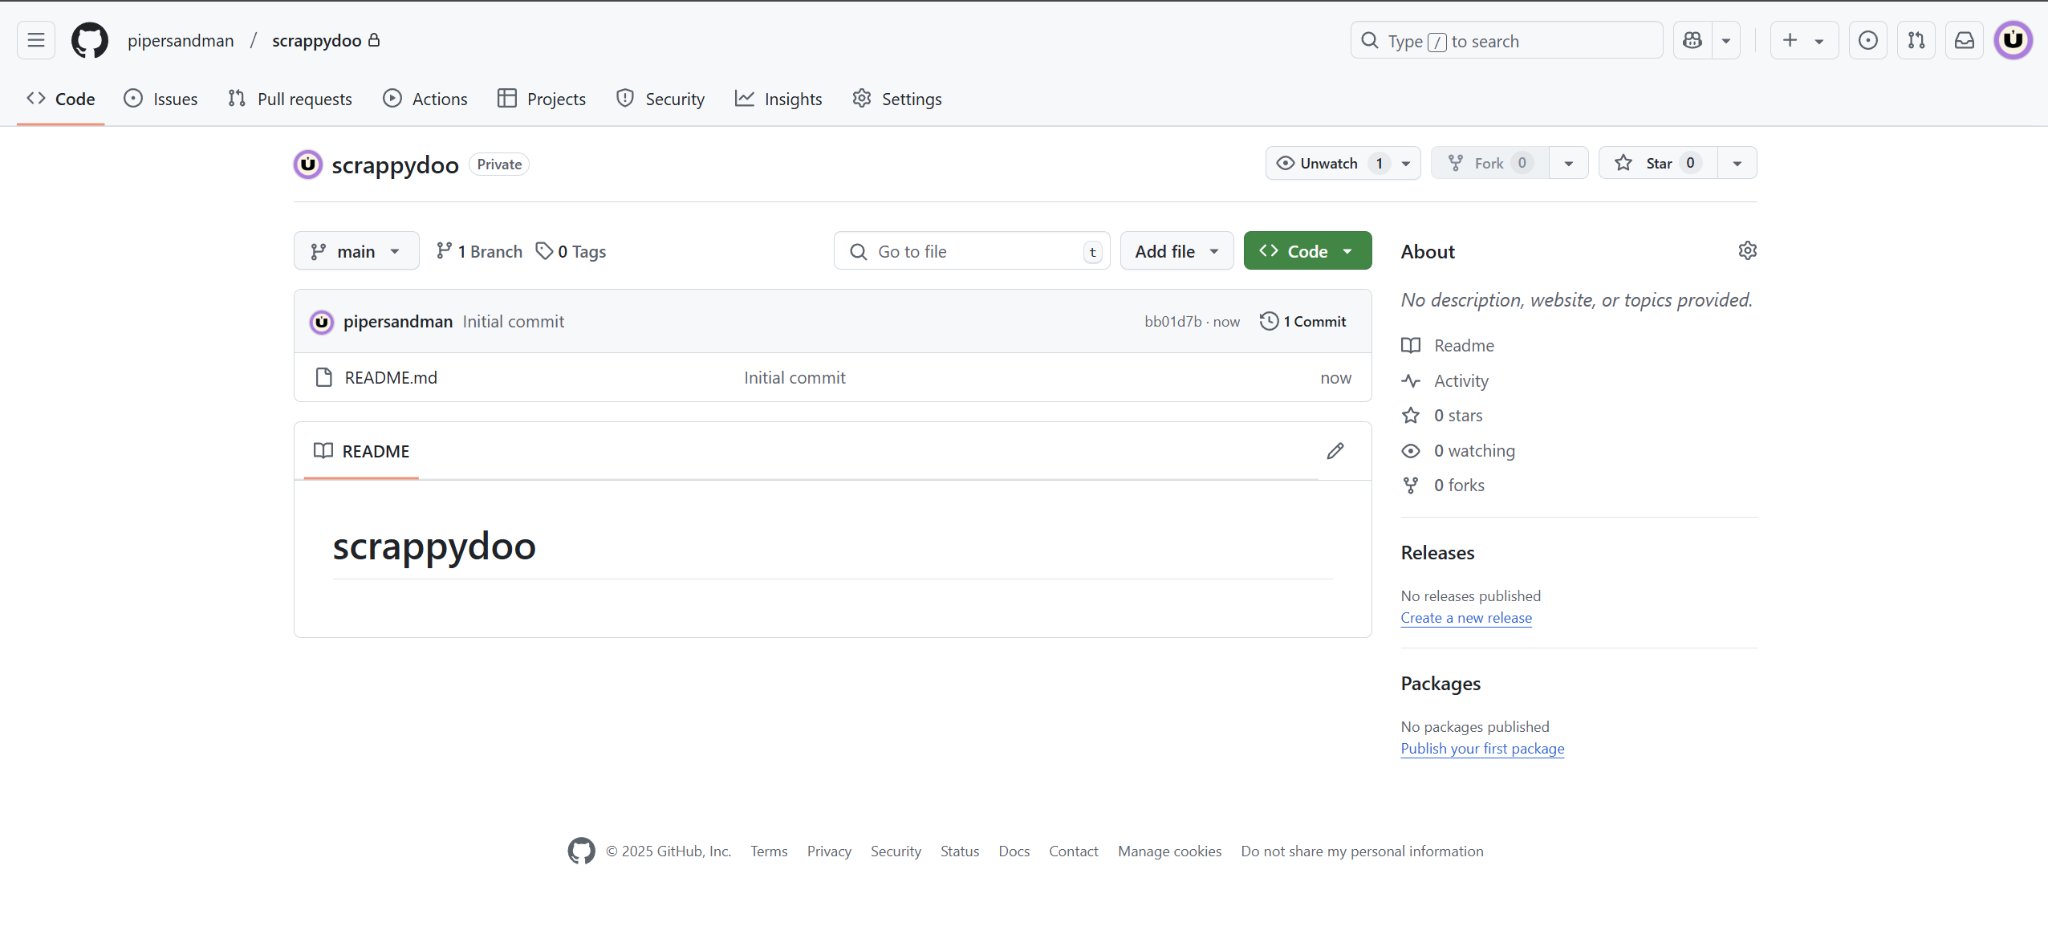 pipersandman / scrappydoo
Type / to search
Code Issues Pull requests Actions Projects Security Insights Settings
scrappydoo Private
Unwatch 1 Fork 0 Star 0
main 1 Branch 0 Tags
Go to file t Add file Code
pipersandman Initial commit bb01d7b · now 1 Commit
README.md Initial commit now
README
scrappydoo
About
No description, website, or topics provided.
Readme
Activity
0 stars
0 watching
0 forks
Releases
No releases published
Create a new release
Packages
No packages published
Publish your first package
© 2025 GitHub, Inc. Terms Privacy Security Status Docs Contact Manage cookies Do not share my personal information